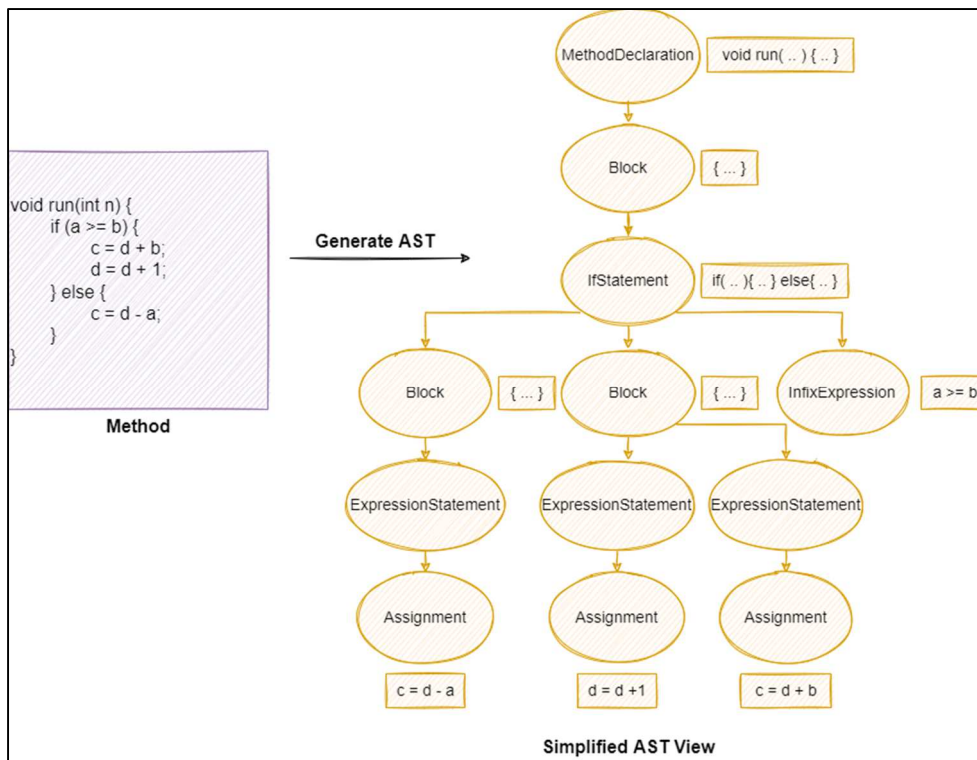 MethodDeclaration
void run( .. ) { .. }
Block
{ ... }
void run(int n) {
if (a >= b) {
c = d + b;
d = d + 1;
} else {
c = d - a;
}
}
Method
Generate AST
IfStatement
if( .. ){ .. } else{ .. }
Block
{ ... }
Block
{ ... }
InfixExpression
a >= b
ExpressionStatement
ExpressionStatement
ExpressionStatement
Assignment
Assignment
Assignment
c = d - a
d = d +1
c = d + b
Simplified AST View